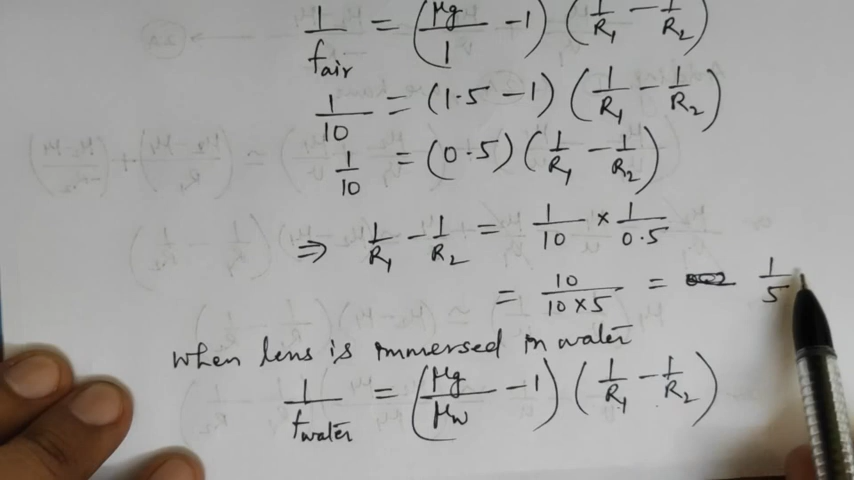 1/f_air = (μg/1 - 1) (1/R₁ - 1/R₂)
1/10 = (1.5 - 1) (1/R₁ - 1/R₂)
1/10 = (0.5) (1/R₁ - 1/R₂)
⇒ 1/R₁ - 1/R₂ = 1/10 × 1/0.5
= 10/(10×5) = 1/5
when lens is immersed in water
1/f_water = (μg/μw - 1) (1/R₁ - 1/R₂)